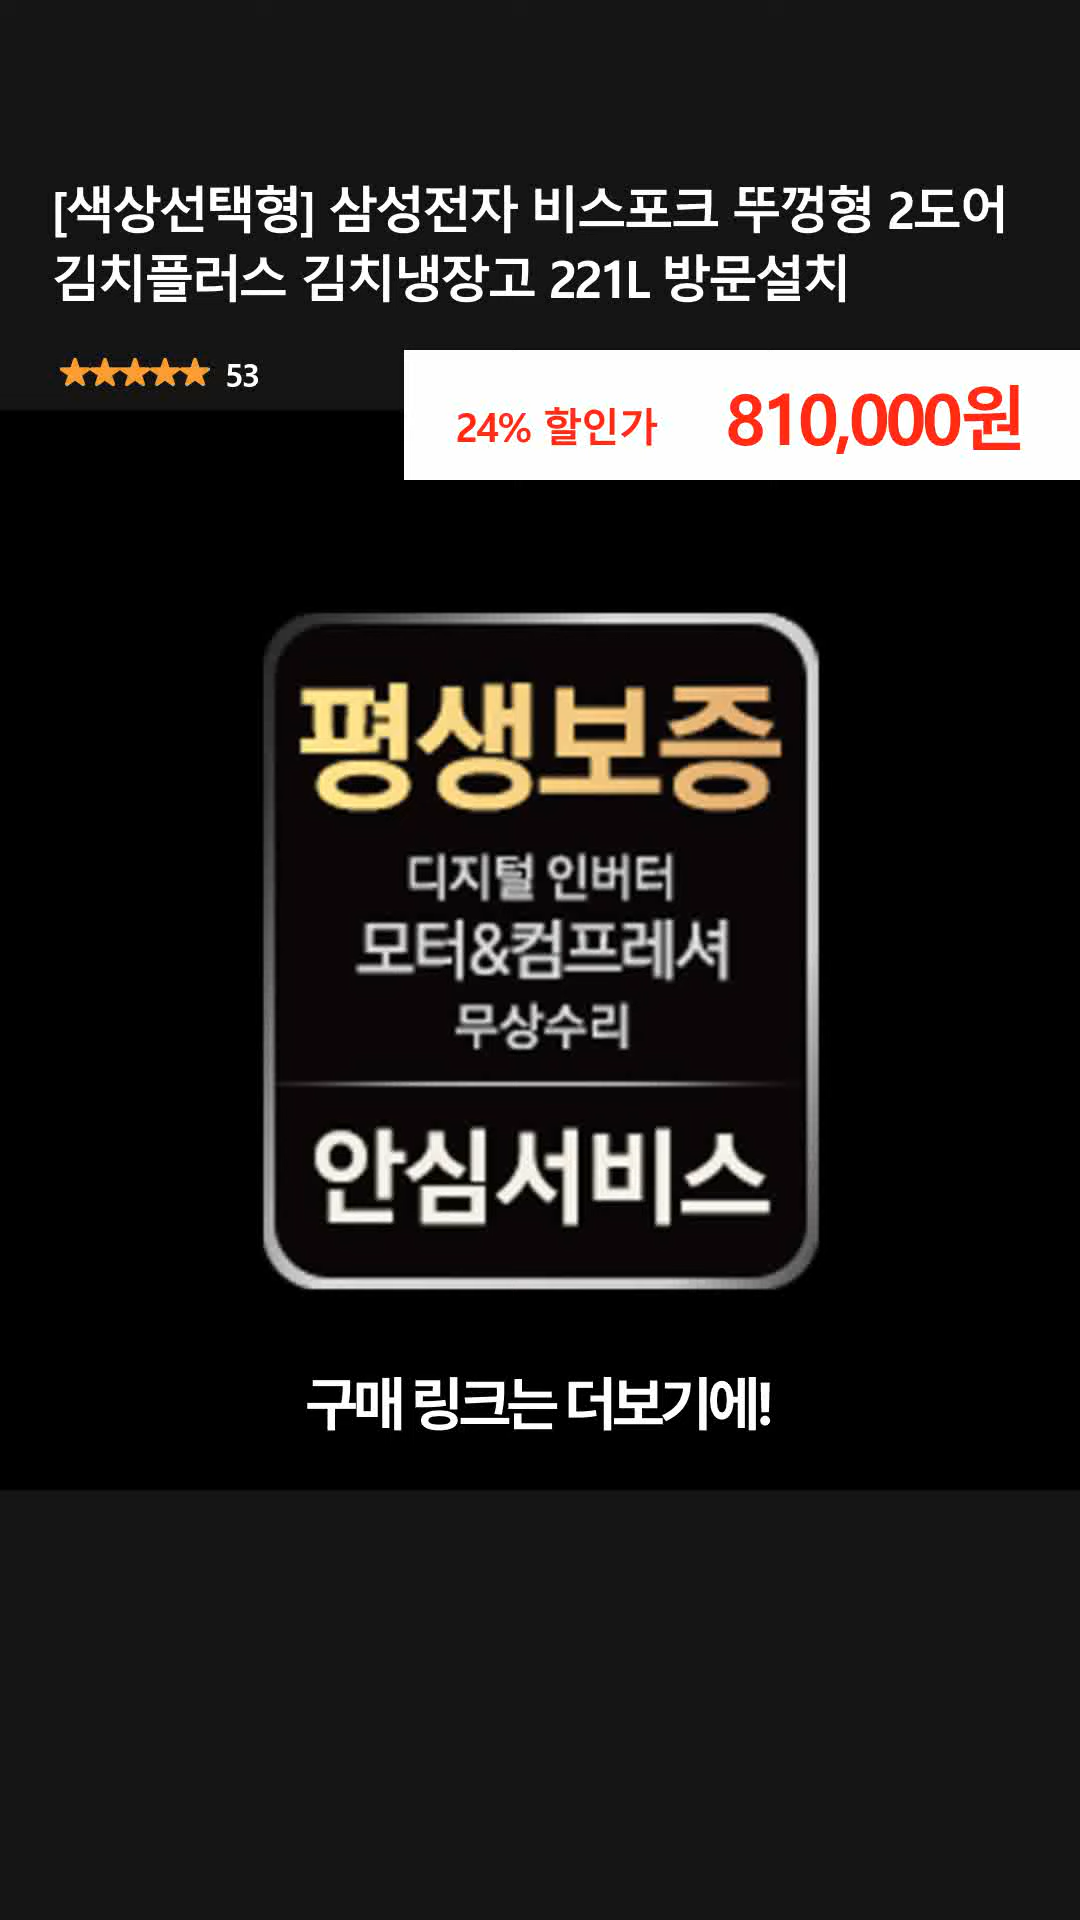 [색상선택형] 삼성전자 비스포크 뚜껑형 2도어
김치플러스 김치냉장고 221L 방문설치
53
24% 할인가 810,000원
평생보증
디지털 인버터
모터&컴프레셔
무상수리
안심서비스
구매 링크는 더보기에!